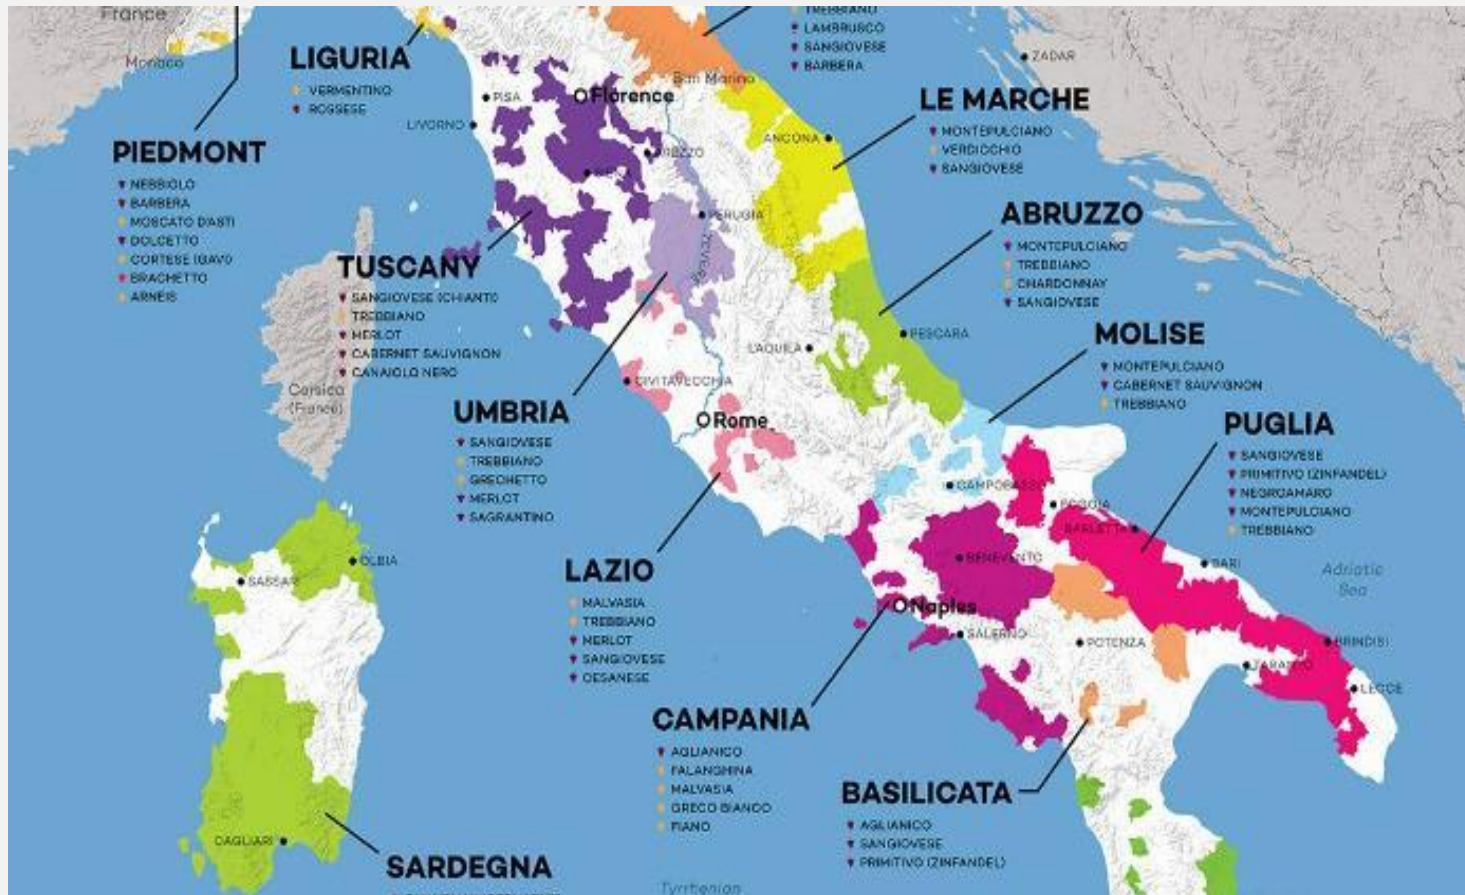 France
Monaco
LIGURIA
VERMENTINO
ROSSESE
PIEDMONT
NEBBIOLO
BARBERA
MOSCATO D'ASTI
DOLCETTO
CORTESE (GAVI)
BRACHETTO
ARNEIS
TREBBIANO
LAMBRUSCO
SANGIOVESE
BARBERA
San Marino
ZADAR
PISA
Florence
LIVORNO
AREZZO
ANCONA
PERUGIA
LE MARCHE
MONTEPULCIANO
VERDICCHIO
SANGIOVESE
ABRUZZO
MONTEPULCIANO
TREBBIANO
CHARDONNAY
SANGIOVESE
TUSCANY
SANGIOVESE (CHIANTI)
TREBBIANO
MERLOT
CABERNET SAUVIGNON
CANAIOLO NERO
Corsica
(France)
L'AQUILA
PESCARA
CIVITAVECCHIA
Rome
MOLISE
MONTEPULCIANO
CABERNET SAUVIGNON
TREBBIANO
UMBRIA
SANGIOVESE
TREBBIANO
GRECHETTO
MERLOT
SAGRANTINO
PUGLIA
SANGIOVESE
PRIMITIVO (ZINFANDEL)
NEGROAMARO
MONTEPULCIANO
TREBBIANO
CAMPOBASSO
FOGGIA
BARLETTA
BARI
Adriatic
Sea
OLBIA
SASSARI
LAZIO
MALVASIA
TREBBIANO
MERLOT
SANGIOVESE
CESANESE
BENEVENTO
Naples
SALERNO
POTENZA
BRINDISI
TARANTO
LECCE
CAMPANIA
AGLIANICO
FALANGHINA
MALVASIA
GRECO BIANCO
FIANO
BASILICATA
AGLIANICO
SANGIOVESE
PRIMITIVO (ZINFANDEL)
CAGLIARI
SARDEGNA
Tyrrhenian